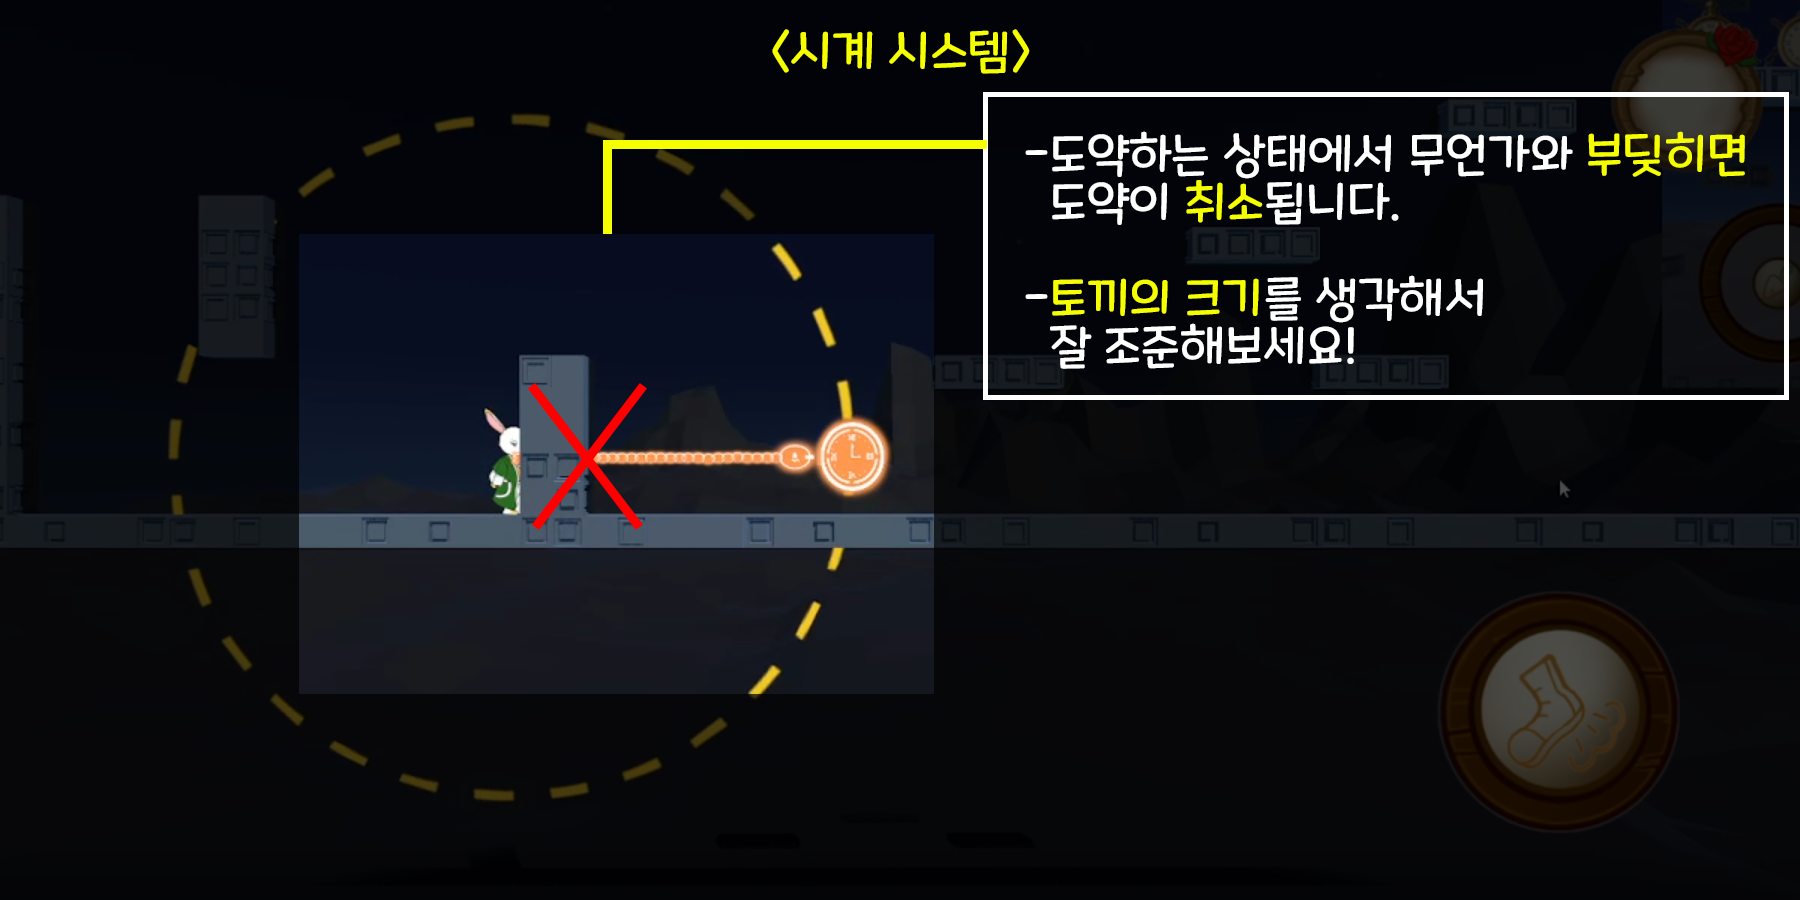 <시계 시스템>
-도약하는 상태에서 무언가와 부딪히면
도약이 취소됩니다.
-토끼의 크기를 생각해서
잘 조준해보세요!